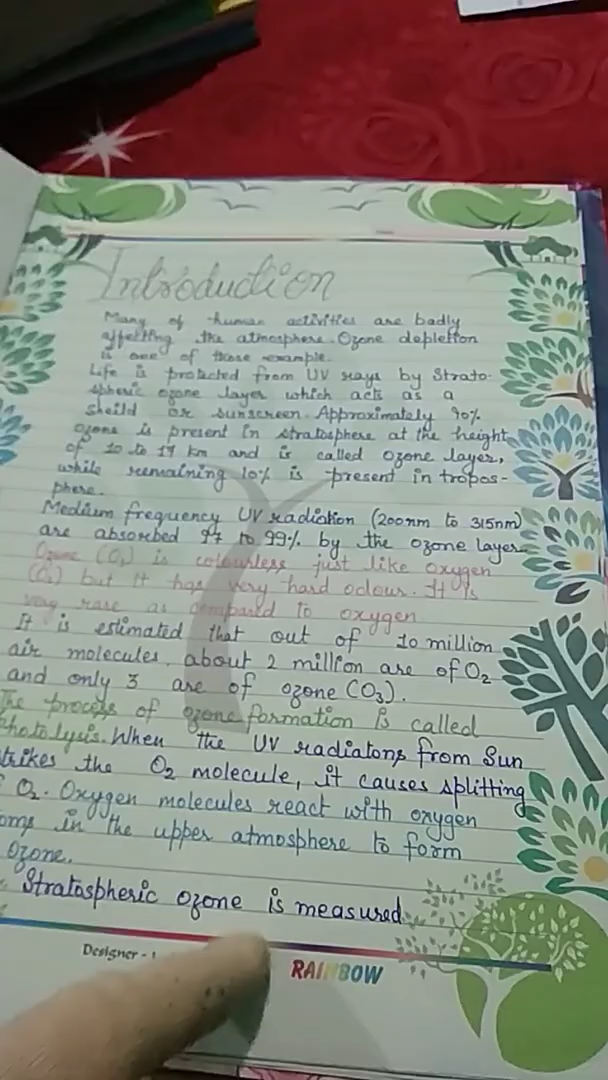 Introduction
Many of human activities are badly
affeftting the atmosphere. Ozone depletion
is one of those example.
Life is protected from UV rays by Strato-
spheric ozone layer which acts as a
sheild or sunscreen. Approximately 90%
ozone is present in stratosphere at the height
of 10 to 17 km and is called ozone layer,
while remaining 10% is present in tropos-
phere.
Medium frequency UV radiation (200nm to 315nm)
are absorbed 97 to 99% by the ozone layer
Ozone (O3) is colourless just like oxygen
(O2) but it has very hard odour. It is
very rare as compared to oxygen
It is estimated that out of 10 million
air molecules, about 2 million are of O2
and only 3 are of ozone (O3).
The process of ozone formation is called
photolysis. When the UV radiatons from Sun
trikes the O2 molecule, it causes splitting
O2. Oxygen molecules react with oxygen
oms in the upper atmosphere to form
ozone.
Stratospheric ozone is measured
Designer -
RAINBOW